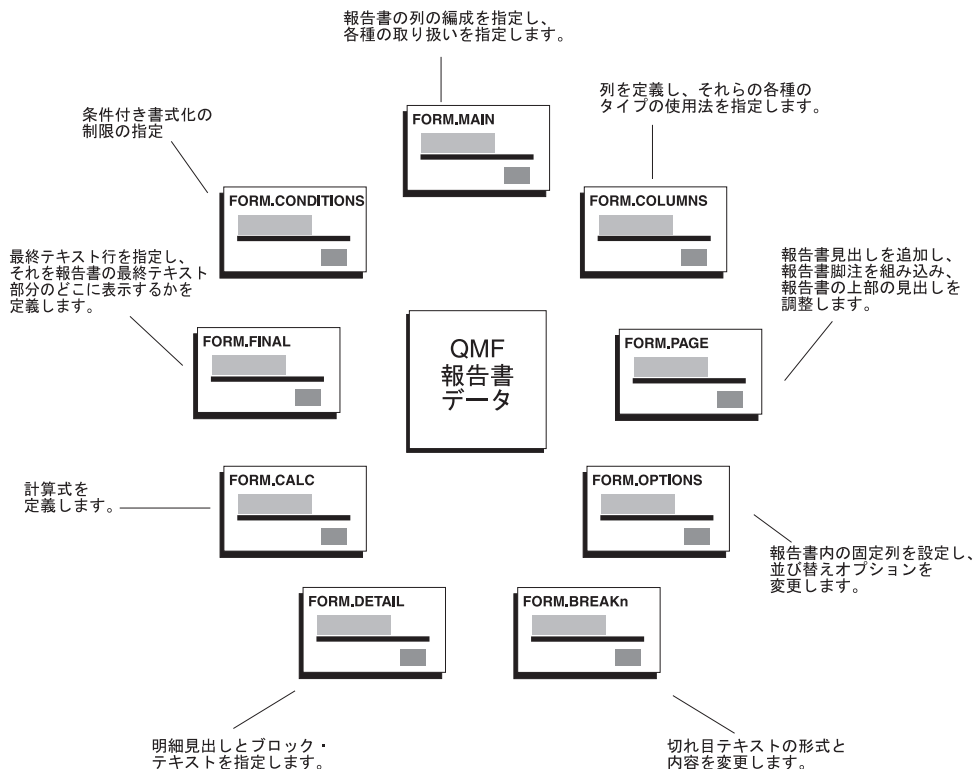 報告書の列の編成を指定し、
各種の取り扱いを指定します。
列を定義し、それらの各種の
タイプの使用法を指定します。
条件付き書式化の
制限の指定
FORM.MAIN
FORM.CONDITIONS
FORM.COLUMNS
最終テキスト行を指定し、
それを報告書の最終テキスト
部分のどこに表示するかを
定義します。
報告書見出しを追加し、
報告書脚注を組み込み、
報告書の上部の見出しを
調整します。
FORM.FINAL
QMF
報告書
データ
FORM.PAGE
計算式を
定義します。
FORM.CALC
FORM.OPTIONS
報告書内の固定列を設定し、
並び替えオプションを
変更します。
FORM.DETAIL
FORM.BREAKn
明細見出しとブロック・
テキストを指定します。
切れ目テキストの形式と
内容を変更します。